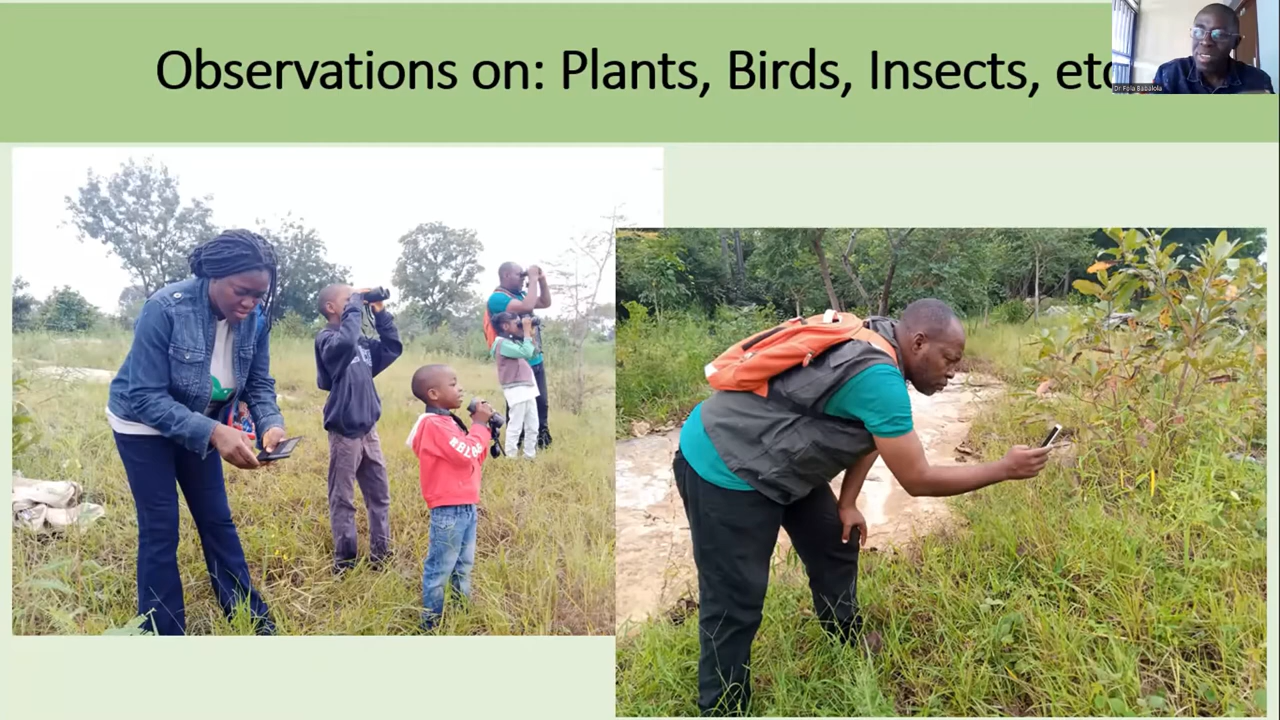 Observations on: Plants, Birds, Insects, etc
Dr Fola Babalola